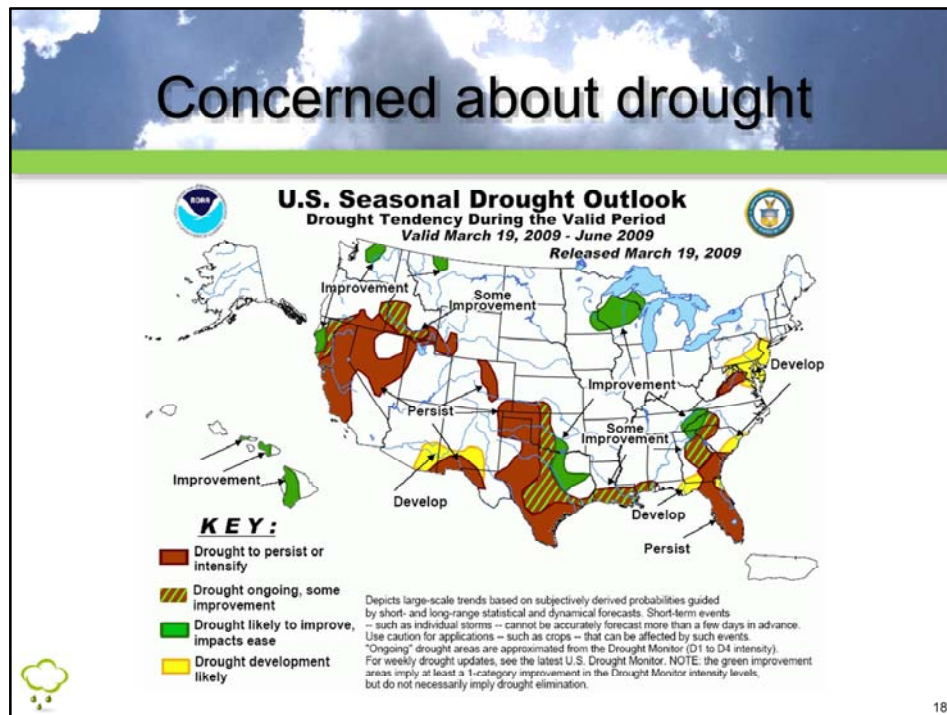 Concerned about drought
NOAA
U.S. Seasonal Drought Outlook
Drought Tendency During the Valid Period
Valid March 19, 2009 - June 2009
Released March 19, 2009
Improvement
Some
Improvement
Develop
Improvement
Persist
Some
Improvement
Improvement
Develop
Develop
Persist
KEY:
Drought to persist or
intensify
Drought ongoing, some
improvement
Drought likely to improve,
impacts ease
Drought development
likely
Depicts large-scale trends based on subjectively derived probabilities guided
by short- and long-range statistical and dynamical forecasts. Short-term events
-- such as individual storms -- cannot be accurately forecast more than a few days in advance.
Use caution for applications -- such as crops -- that can be affected by such events.
"Ongoing" drought areas are approximated from the Drought Monitor (D1 to D4 intensity).
For weekly drought updates, see the latest U.S. Drought Monitor. NOTE: the green improvement
areas imply at least a 1-category improvement in the Drought Monitor intensity levels,
but do not necessarily imply drought elimination.
18